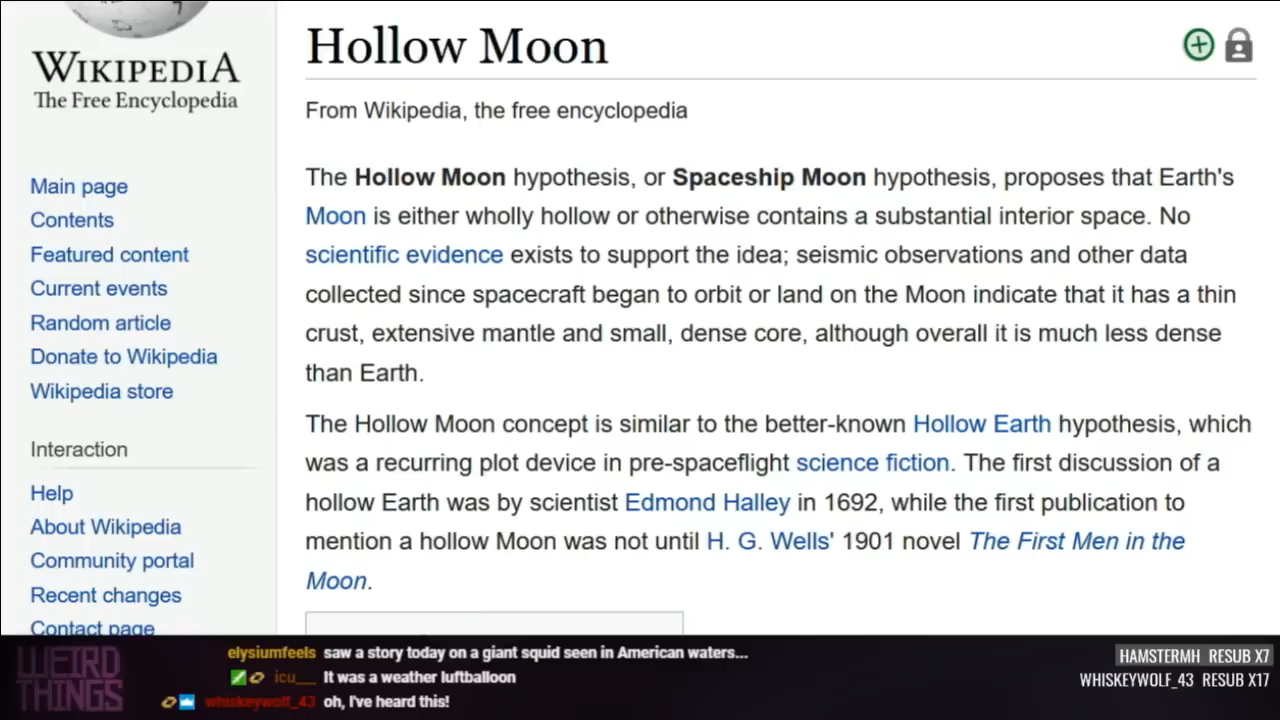 WIKIPEDIA
The Free Encyclopedia
Main page
Contents
Featured content
Current events
Random article
Donate to Wikipedia
Wikipedia store
Interaction
Help
About Wikipedia
Community portal
Recent changes
Contact page
Hollow Moon
From Wikipedia, the free encyclopedia
The Hollow Moon hypothesis, or Spaceship Moon hypothesis, proposes that Earth's
Moon is either wholly hollow or otherwise contains a substantial interior space. No
scientific evidence exists to support the idea; seismic observations and other data
collected since spacecraft began to orbit or land on the Moon indicate that it has a thin
crust, extensive mantle and small, dense core, although overall it is much less dense
than Earth.
The Hollow Moon concept is similar to the better-known Hollow Earth hypothesis, which
was a recurring plot device in pre-spaceflight science fiction. The first discussion of a
hollow Earth was by scientist Edmond Halley in 1692, while the first publication to
mention a hollow Moon was not until H. G. Wells' 1901 novel The First Men in the
Moon.
WEIRD
THINGS
elysiumfeels saw a story today on a giant squid seen in American waters...
icu__ It was a weather luftballoon
whiskeywolf_43 oh, I've heard this!
HAMSTERMH RESUB X7
WHISKEYWOLF_43 RESUB X17